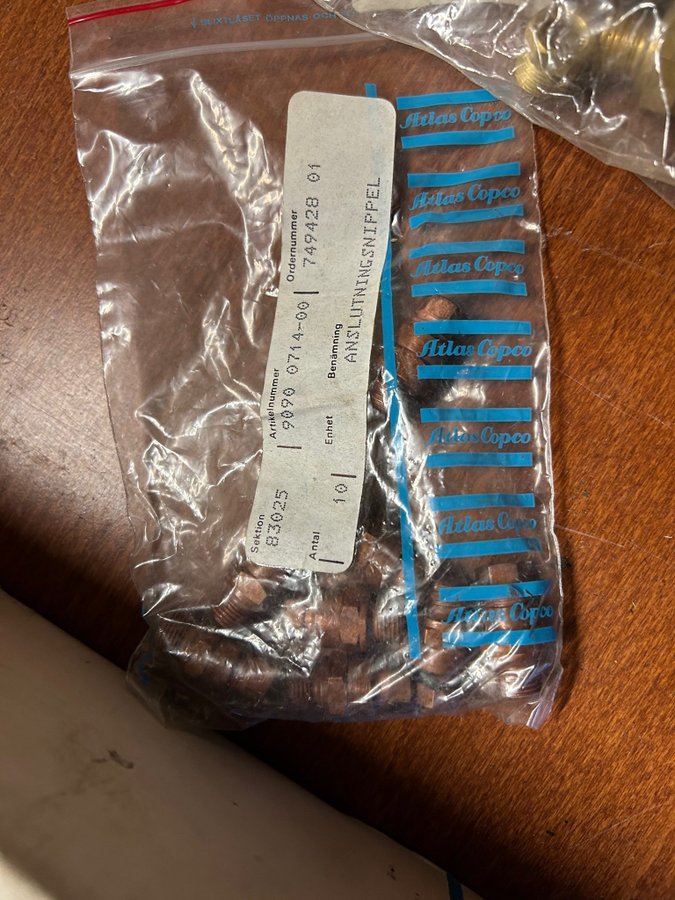 ↓ BLIXTLÅSET ÖPPNAS OCH
Sektion Artikelnummer Ordernummer
83025 | 9090 0714-00| 749428 01
Antal Enhet Benämning
| 10| ANSLUTNINGSNIPPEL
Atlas Copco
Atlas Copco
Atlas Copco
Atlas Copco
Atlas Copco
Atlas Copco
Atlas Copco